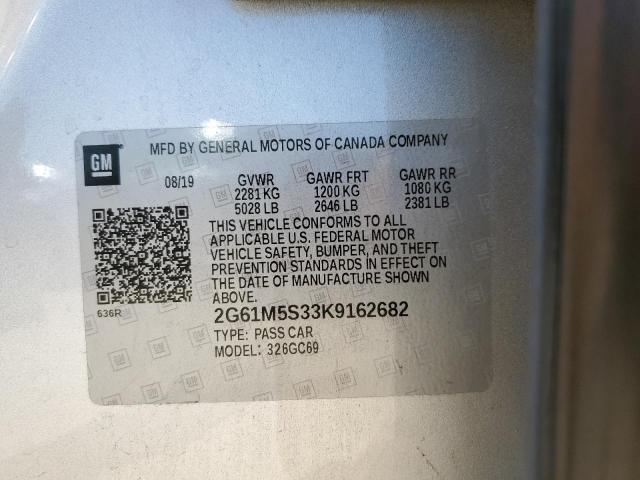 GM
MFD BY GENERAL MOTORS OF CANADA COMPANY
08/19 GVWR GAWR FRT GAWR RR
2281 KG 1200 KG 1080 KG
5028 LB 2646 LB 2381 LB
THIS VEHICLE CONFORMS TO ALL
APPLICABLE U.S. FEDERAL MOTOR
VEHICLE SAFETY, BUMPER, AND THEFT
PREVENTION STANDARDS IN EFFECT ON
THE DATE OF MANUFACTURE SHOWN
ABOVE.
636R
2G61M5S33K9162682
TYPE: PASS CAR
MODEL: 326GC69